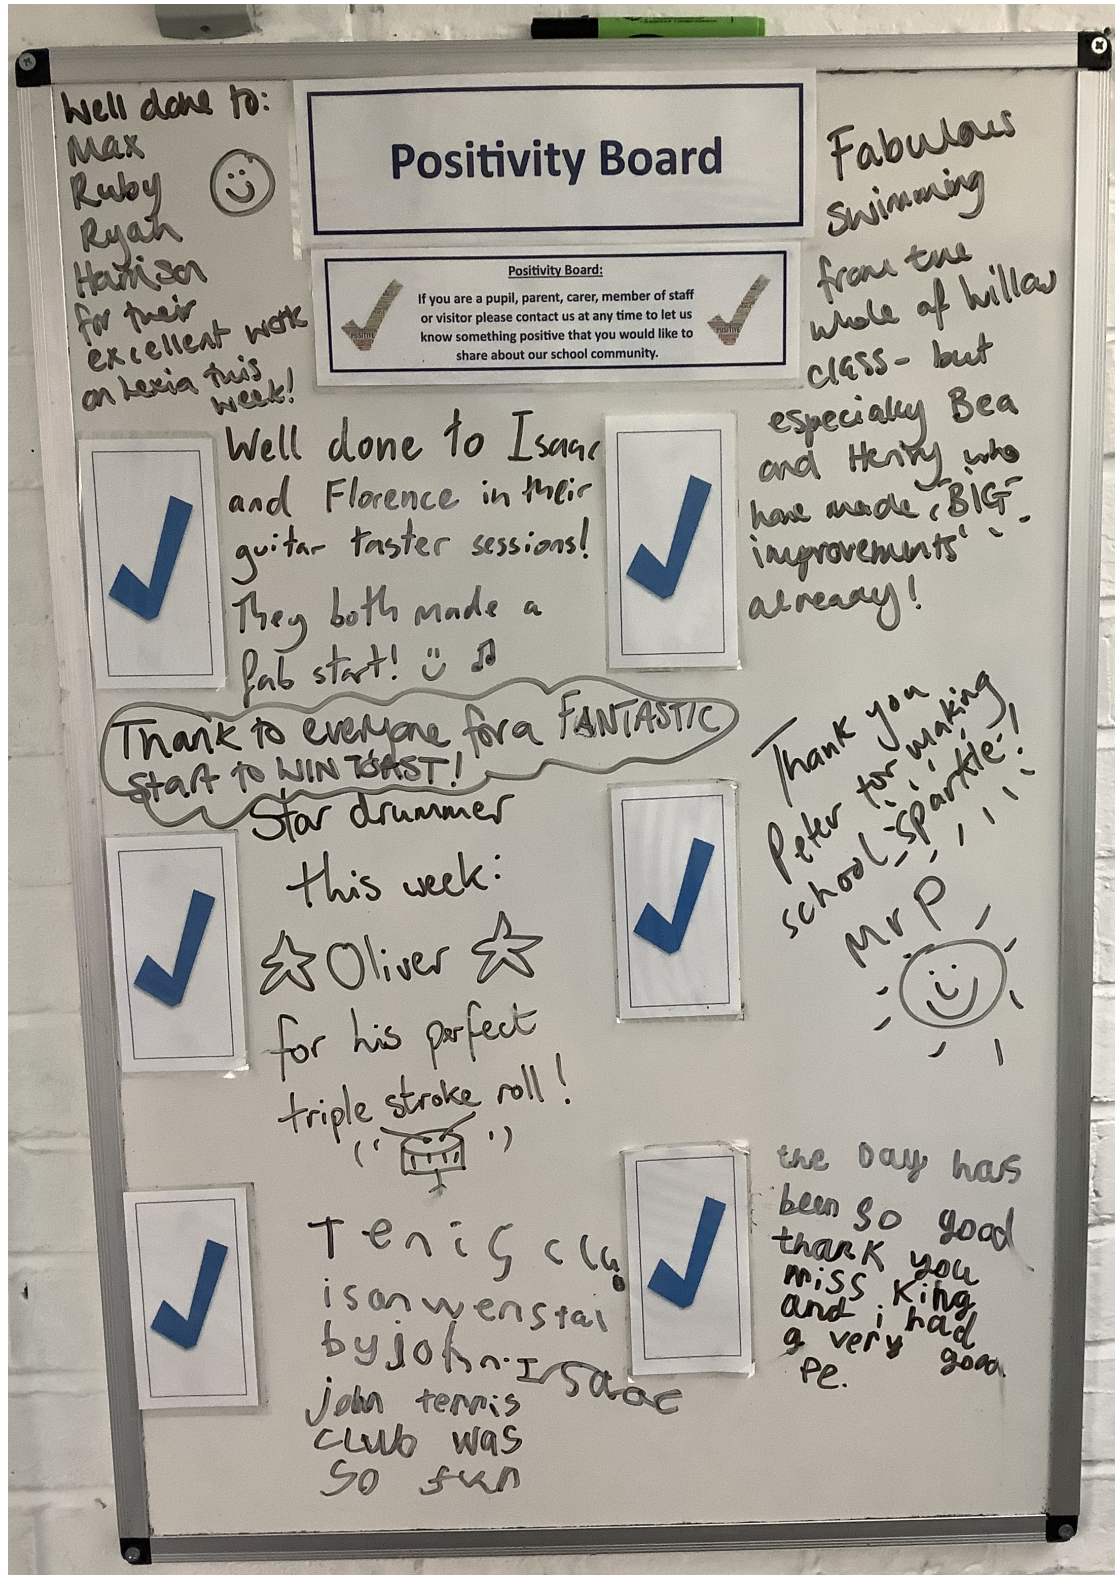 Well done to:
Max
Ruby
Ryan
Harrison
for their
excellent work
on Lexia this
week!
Positivity Board
Positivity Board:
If you are a pupil, parent, carer, member of staff
or visitor please contact us at any time to let us
know something positive that you would like to
share about our school community.
Fabulous
swimming
from the
whole of Willow
class - but
especialy Bea
and Henry who
have made BIG
improvements
already!
Well done to Isaac
and Florence in their
guitar taster sessions!
They both made a
fab start!
Thank to everyone for a FANTASTIC
start to WIN TOAST!
Thank you
Peter for making
school sparkle!
Mr P
Star drummer
this week:
Oliver
for his perfect
triple stroke roll!
Tenis club
is on wenstai
by john. Isaac
john tennis
club was
so fun
the Day has
been so good
thank you
miss King
and i had
a very good
Pe.